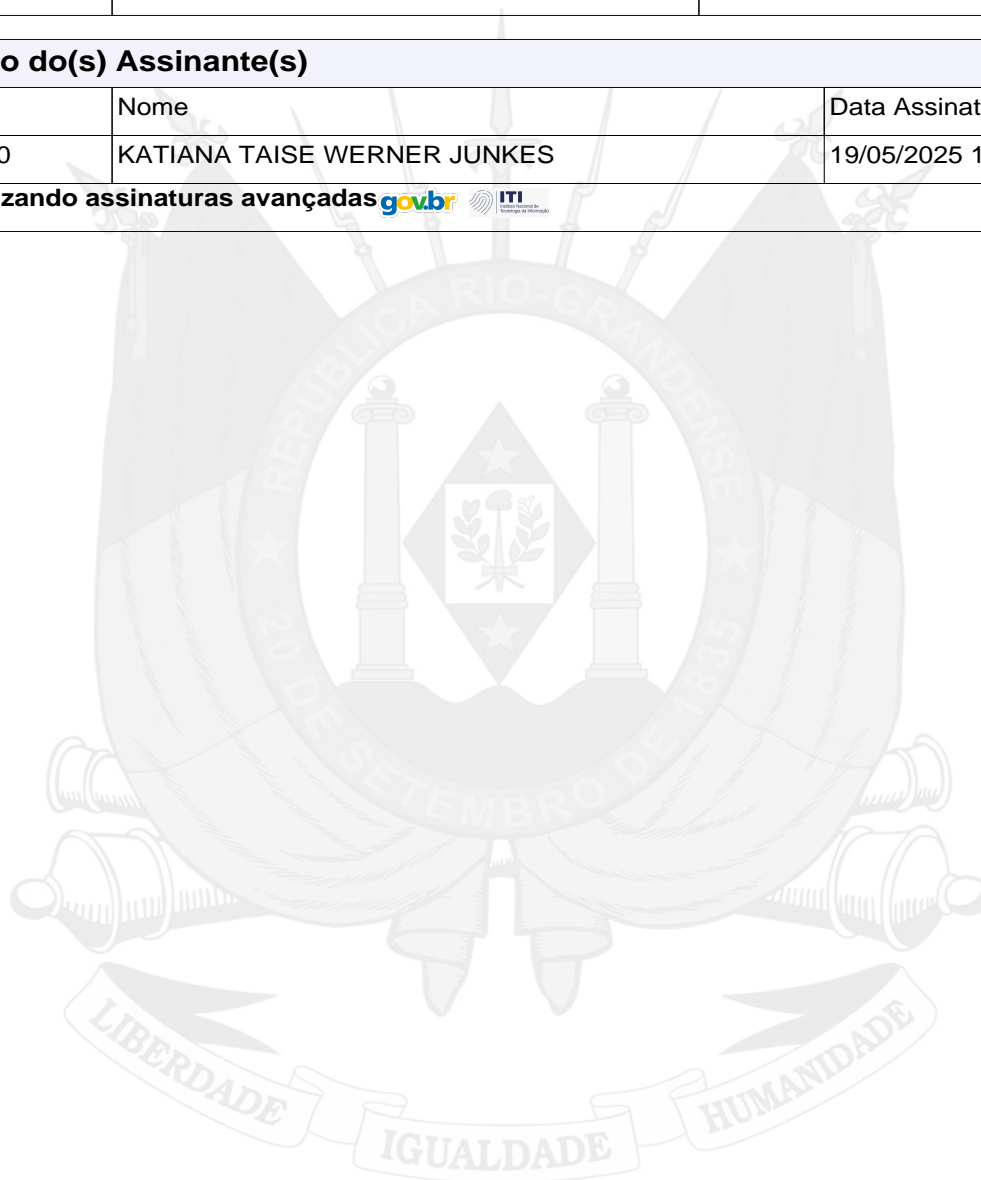 o do(s) Assinante(s)
Nome
Data Assinat
0
KATIANA TAISE WERNER JUNKES
19/05/2025 1
zando assinaturas avançadas gov.br ITI
REPÚBLICA RIO-GRANDENSE
20 DE SETEMBRO DE 1835
LIBERDADE
IGUALDADE
HUMANIDADE